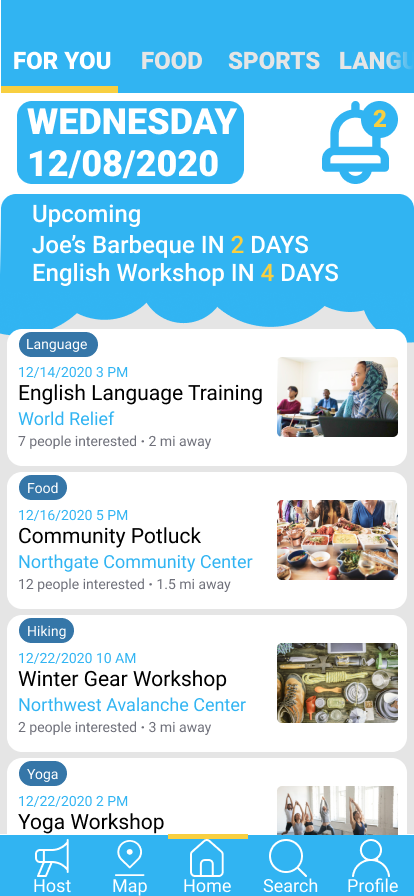 FOR YOU FOOD SPORTS LANGU
WEDNESDAY
12/08/2020
2
Upcoming
Joe's Barbeque IN 2 DAYS
English Workshop IN 4 DAYS
Language
12/14/2020 3 PM
English Language Training
World Relief
7 people interested • 2 mi away
Food
12/16/2020 5 PM
Community Potluck
Northgate Community Center
12 people interested • 1.5 mi away
Hiking
12/22/2020 10 AM
Winter Gear Workshop
Northwest Avalanche Center
2 people interested • 3 mi away
Yoga
12/22/2020 2 PM
Yoga Workshop
Host Map Home Search Profile